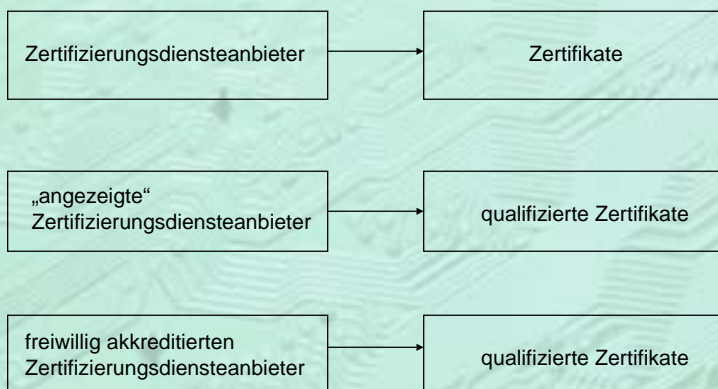 Zertifizierungsdiensteanbieter
Zertifikate
„angezeigte“
Zertifizierungsdiensteanbieter
qualifizierte Zertifikate
freiwillig akkreditierten
Zertifizierungsdiensteanbieter
qualifizierte Zertifikate